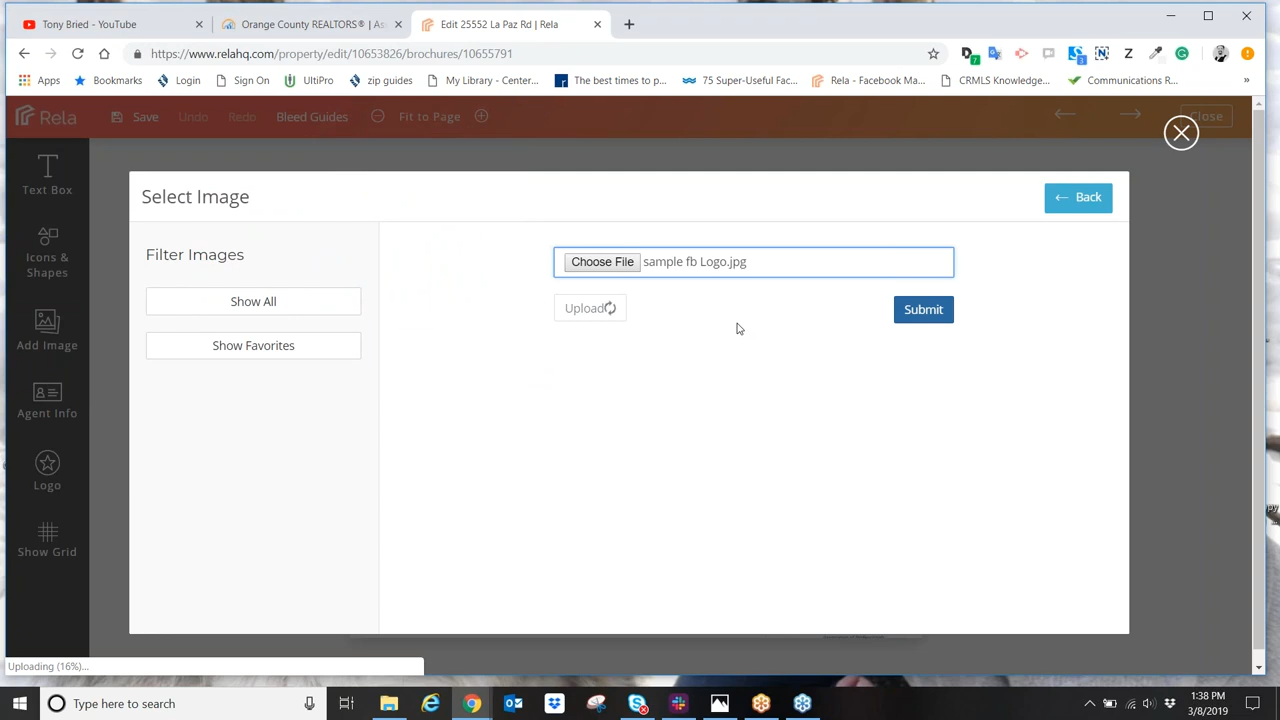 Tony Bried - YouTube
Orange County REALTORS® | As
Edit 25552 La Paz Rd | Rela
https://www.relahq.com/property/edit/10653826/brochures/10655791
Apps
Bookmarks
Login
Sign On
UltiPro
zip guides
My Library - Center...
The best times to p...
75 Super-Useful Fac...
Rela - Facebook Ma...
CRMLS Knowledge...
Communications R...
»
Rela
Save
Undo
Redo
Bleed Guides
Fit to Page
Close
Text Box
Icons &
Shapes
Add Image
Agent Info
Logo
Show Grid
Select Image
Back
Filter Images
Show All
Show Favorites
Choose File sample fb Logo.jpg
Upload
Submit
Uploading (16%)...
Type here to search
1:38 PM
3/8/2019